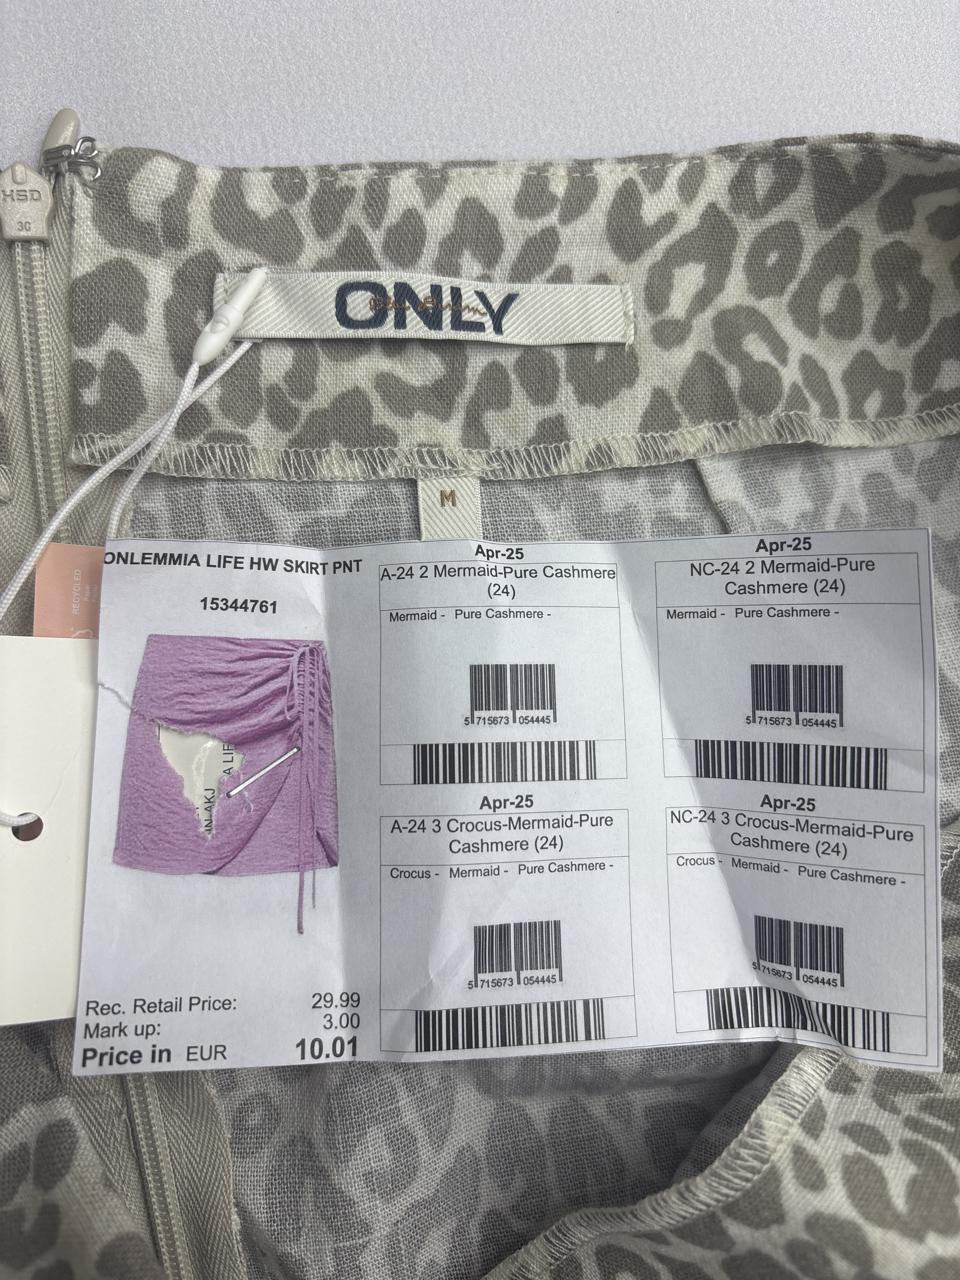 HSD
30
ONLY
M
RECYCLED
ONLEMMIA LIFE HW SKIRT PNT
15344761
A LIF
Rec. Retail Price: 29.99
Mark up: 3.00
Price in EUR 10.01
Apr-25
A-24 2 Mermaid-Pure Cashmere
(24)
Mermaid - Pure Cashmere -
5 715673 054445
Apr-25
NC-24 2 Mermaid-Pure
Cashmere (24)
Mermaid - Pure Cashmere -
5 715673 054445
Apr-25
A-24 3 Crocus-Mermaid-Pure
Cashmere (24)
Crocus - Mermaid - Pure Cashmere -
5 715673 054445
Apr-25
NC-24 3 Crocus-Mermaid-Pure
Cashmere (24)
Crocus - Mermaid - Pure Cashmere -
5 715673 054445